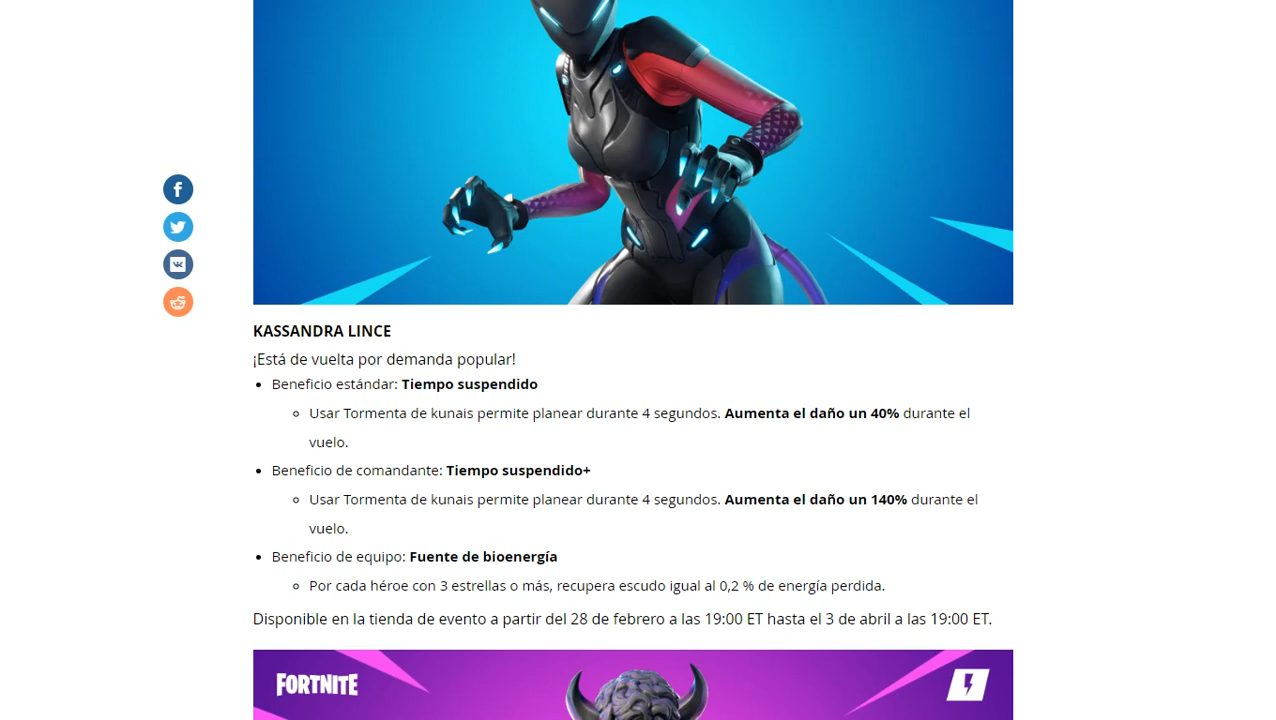 KASSANDRA LINCE
¡Está de vuelta por demanda popular!
Beneficio estándar: Tiempo suspendido
Usar Tormenta de kunais permite planear durante 4 segundos. Aumenta el daño un 40% durante el
vuelo.
Beneficio de comandante: Tiempo suspendido+
Usar Tormenta de kunais permite planear durante 4 segundos. Aumenta el daño un 140% durante el
vuelo.
Beneficio de equipo: Fuente de bioenergía
Por cada héroe con 3 estrellas o más, recupera escudo igual al 0,2 % de energía perdida.
Disponible en la tienda de evento a partir del 28 de febrero a las 19:00 ET hasta el 3 de abril a las 19:00 ET.
FORTNITE